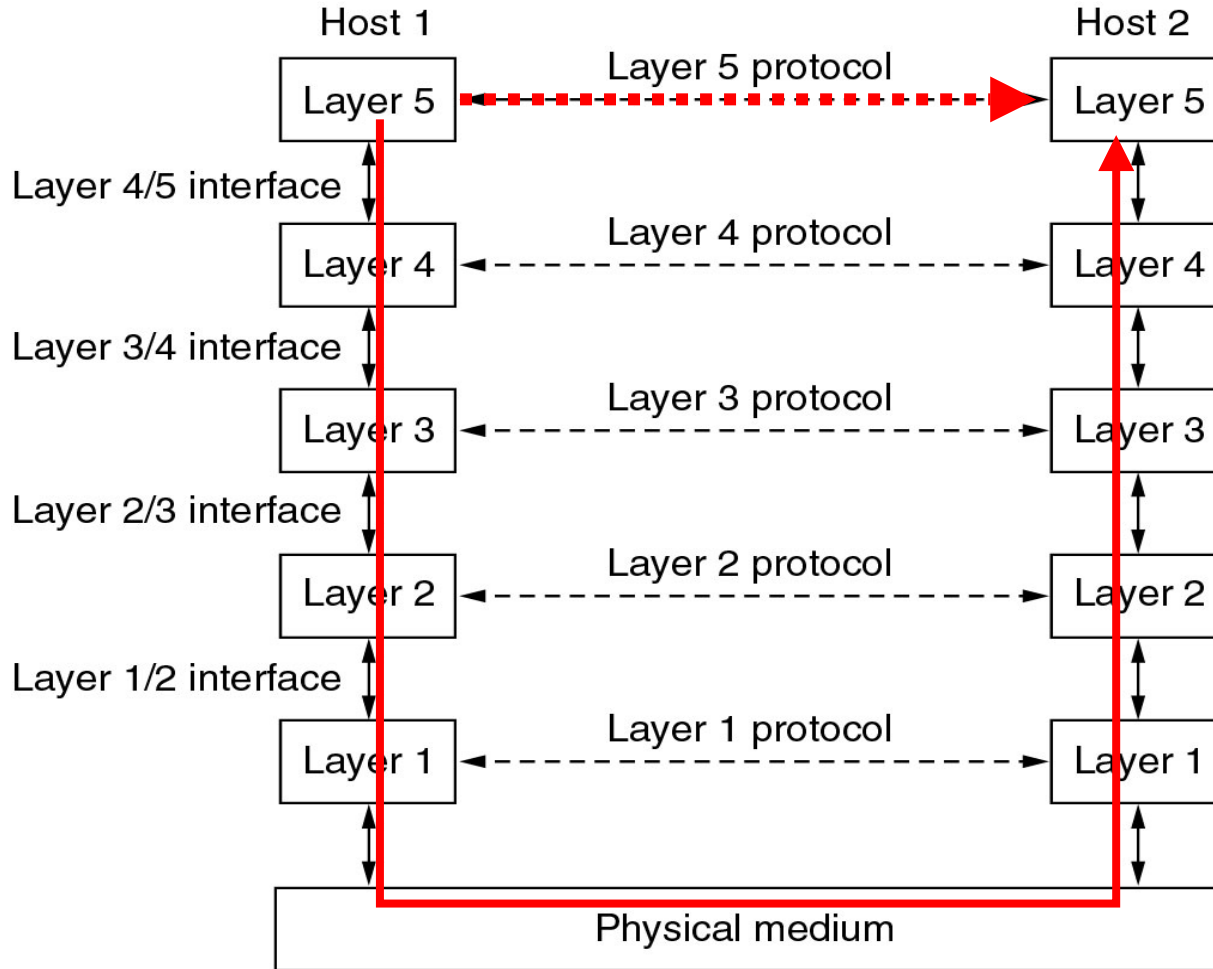 Host 1
Host 2
Layer 5 protocol
Layer 5
Layer 5
Layer 4/5 interface
Layer 4 protocol
Layer 4
Layer 4
Layer 3/4 interface
Layer 3 protocol
Layer 3
Layer 3
Layer 2/3 interface
Layer 2 protocol
Layer 2
Layer 2
Layer 1/2 interface
Layer 1 protocol
Layer 1
Layer 1
Physical medium